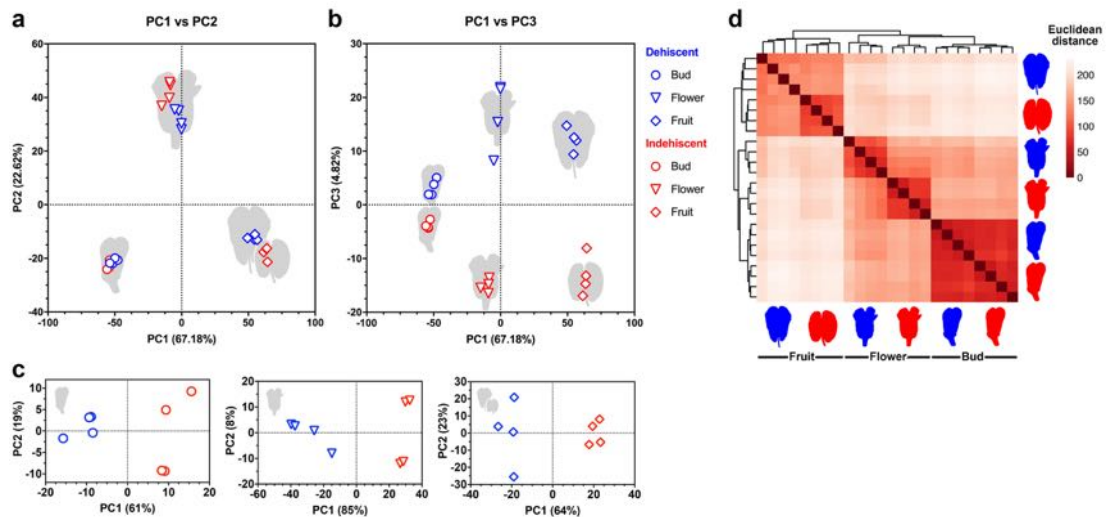 a
PC1 vs PC2
PC2 (22.62%)
60
40
20
0
-20
-40
-100
-50
0
50
100
PC1 (67.18%)
b
PC1 vs PC3
PC3 (4.82%)
30
20
10
0
-10
-20
-100
-50
0
50
100
PC1 (67.18%)
Dehiscent
Bud
Flower
Fruit
Indehiscent
Bud
Flower
Fruit
c
PC2 (19%)
10
5
0
-5
-10
-20
-10
0
10
20
PC1 (61%)
PC2 (8%)
20
10
0
-10
-20
-60
-40
-20
0
20
40
PC1 (85%)
PC2 (23%)
30
20
10
0
-10
-20
-30
-40
-20
0
20
40
PC1 (64%)
d
Euclidean
distance
200
150
100
50
0
Fruit
Flower
Bud